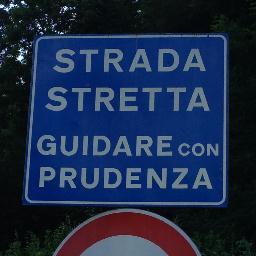 STRADA
STRETTA
GUIDARE CON
PRUDENZA